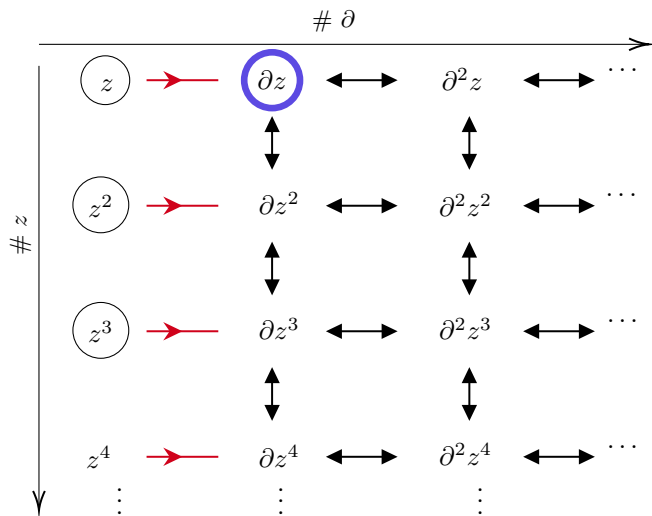 # ∂
z ∂z ∂²z ⋯
# z
z² ∂z² ∂²z² ⋯
z³ ∂z³ ∂²z³ ⋯
z⁴ ∂z⁴ ∂²z⁴ ⋯
⋮ ⋮ ⋮